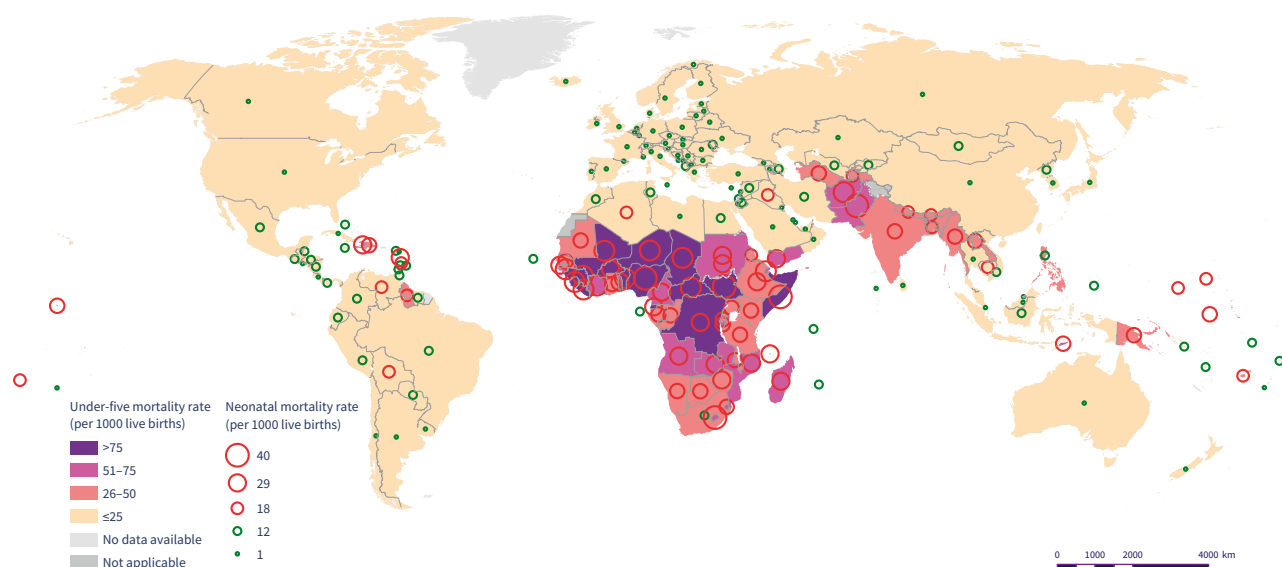 Under-five mortality rate
(per 1000 live births)
>75
51–75
26–50
≤25
No data available
Not applicable
Neonatal mortality rate
(per 1000 live births)
40
29
18
12
1
0 1000 2000 4000 km